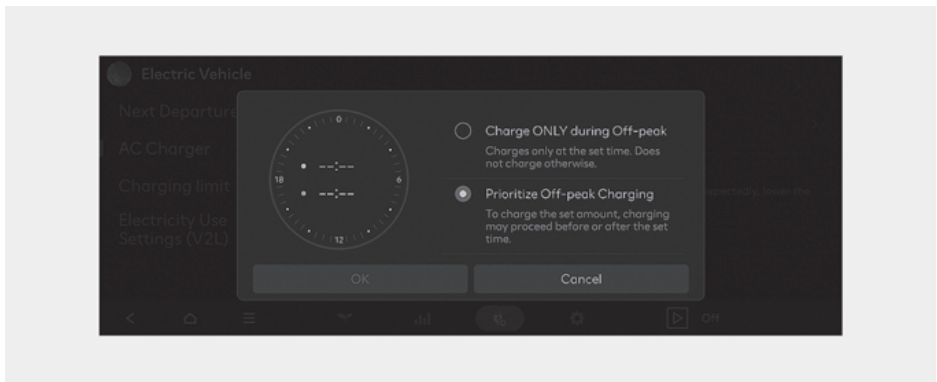 Electric Vehicle
Next Departure
AC Charger
Charging limit
Electricity Use
Settings (V2L)
0
6
12
18
--:--
--:--
Charge ONLY during Off-peak
Charges only at the set time. Does
not charge otherwise.
Prioritize Off-peak Charging
To charge the set amount, charging
may proceed before or after the set
time.
OK
Cancel
Off